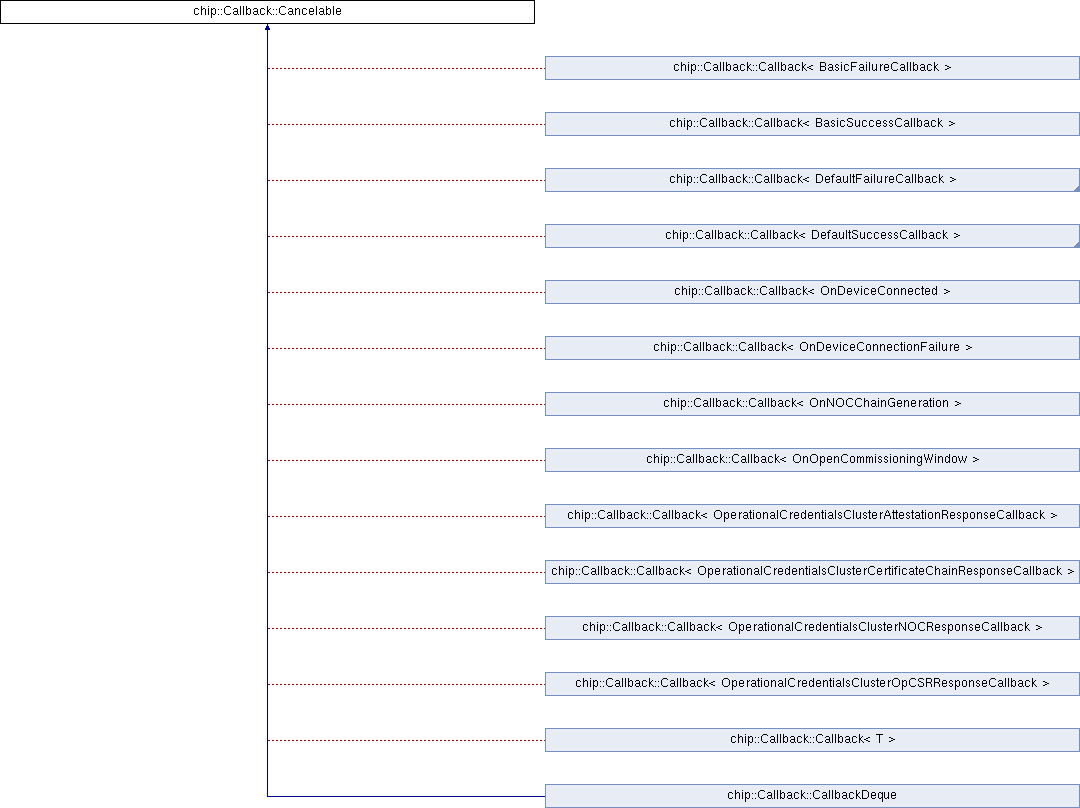 chip::Callback::Cancelable
chip::Callback::Callback< BasicFailureCallback >
chip::Callback::Callback< BasicSuccessCallback >
chip::Callback::Callback< DefaultFailureCallback >
chip::Callback::Callback< DefaultSuccessCallback >
chip::Callback::Callback< OnDeviceConnected >
chip::Callback::Callback< OnDeviceConnectionFailure >
chip::Callback::Callback< OnNOCChainGeneration >
chip::Callback::Callback< OnOpenCommissioningWindow >
chip::Callback::Callback< OperationalCredentialsClusterAttestationResponseCallback >
chip::Callback::Callback< OperationalCredentialsClusterCertificateChainResponseCallback >
chip::Callback::Callback< OperationalCredentialsClusterNOCResponseCallback >
chip::Callback::Callback< OperationalCredentialsClusterOpCSRResponseCallback >
chip::Callback::Callback< T >
chip::Callback::CallbackDeque